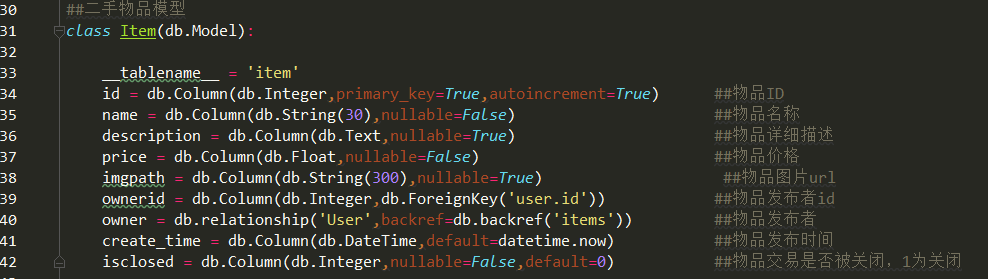 30 ##二手物品模型
31 class Item(db.Model):
32
33 __tablename__ = 'item'
34 id = db.Column(db.Integer,primary_key=True,autoincrement=True) ##物品ID
35 name = db.Column(db.String(30),nullable=False) ##物品名称
36 description = db.Column(db.Text,nullable=True) ##物品详细描述
37 price = db.Column(db.Float,nullable=False) ##物品价格
38 imgpath = db.Column(db.String(300),nullable=True) ##物品图片url
39 ownerid = db.Column(db.Integer,db.ForeignKey('user.id')) ##物品发布者id
40 owner = db.relationship('User',backref=db.backref('items')) ##物品发布者
41 create_time = db.Column(db.DateTime,default=datetime.now) ##物品发布时间
42 isclosed = db.Column(db.Integer,nullable=False,default=0) ##物品交易是否被关闭，1为关闭